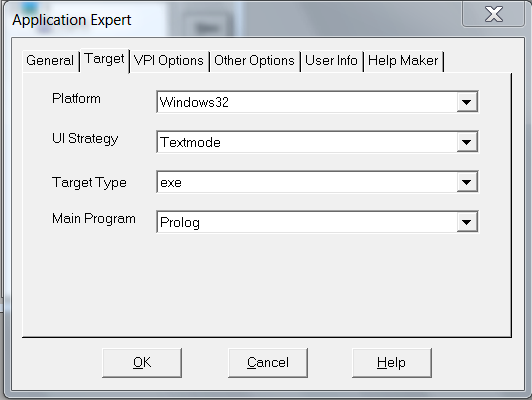 Application Expert
General Target VPI Options Other Options User Info Help Maker
Platform Windows32
UI Strategy Textmode
Target Type exe
Main Program Prolog
OK Cancel Help